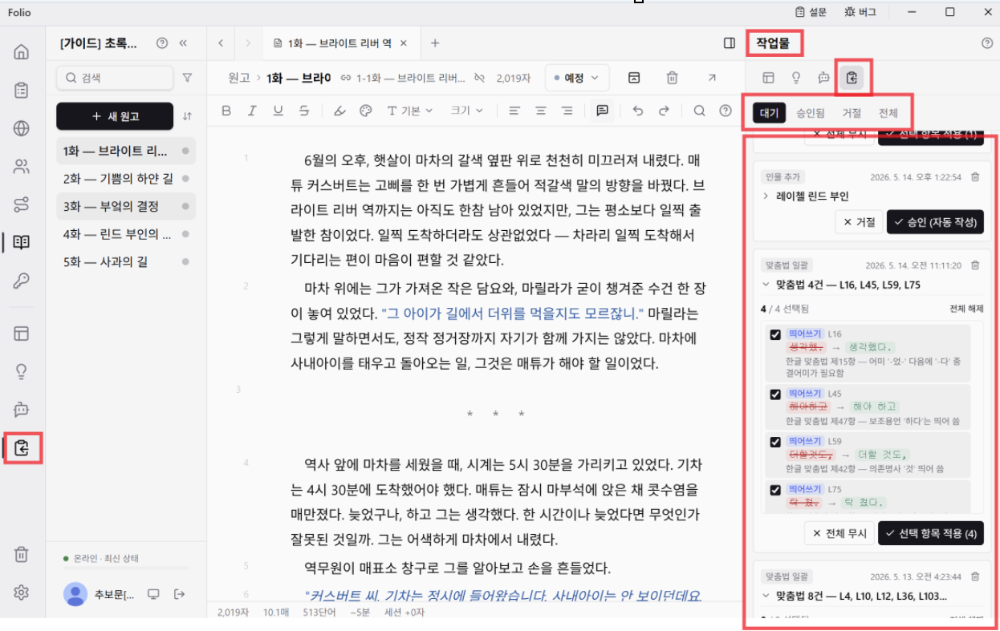 Folio
설문
버그
[가이드] 초록...
1화 — 브라이트 리버 역
작업물
검색
원고 > 1화 — 브라이
1-1화 — 브라이트 리버...
2,019자
예정
+ 새 원고
B I U S
T 기본
크기
대기 승인됨 거절 전체
1화 — 브라이트 리...
2화 — 기쁨의 하얀 길
3화 — 부엌의 결정
4화 — 린드 부인의 ...
5화 — 사과의 길
온라인 · 최신 상태
추보문[...
1
6월의 오후, 햇살이 마차의 갈색 옆판 위로 천천히 미끄러져 내렸다. 매
튜 커스버트는 고삐를 한 번 가볍게 흔들어 적갈색 말의 방향을 바꿨다. 브
라이트 리버 역까지는 아직도 한참 남아 있었지만, 그는 평소보다 일찍 출
발한 참이었다. 일찍 도착하더라도 상관없었다 — 차라리 일찍 도착해서
기다리는 편이 마음이 편할 것 같았다.
2
마차 위에는 그가 가져온 작은 담요와, 마릴라가 굳이 챙겨준 수건 한 장
이 놓여 있었다. "그 아이가 길에서 더위를 먹을지도 모르잖니." 마릴라는
그렇게 말하면서도, 정작 정거장까지 자기가 함께 가지는 않았다. 마차에
사내아이를 태우고 돌아오는 일, 그것은 매튜가 해야 할 일이었다.
3
* * *
4
역사 앞에 마차를 세웠을 때, 시계는 5시 30분을 가리키고 있었다. 기차
는 4시 30분에 도착했어야 했다. 매튜는 잠시 마부석에 앉은 채 콧수염을
매만졌다. 늦었구나, 하고 그는 생각했다. 한 시간이나 늦었다면 무엇인가
잘못된 것일까. 그는 어색하게 마차에서 내렸다.
5
역무원이 매표소 창구로 그를 알아보고 손을 흔들었다.
6
"커스버트 씨, 기차는 정시에 들어왔습니다. 사내아이는 안 보이던데요.
2,019자 10.1매 513단어 ~5분 세션 +0자
전체 무시
선택 항목 적용 (1)
인물 추가
2026. 5. 14. 오후 1:22:54
레이첼 린드 부인
거절
승인 (자동 작성)
맞춤법 일괄
2026. 5. 14. 오전 11:11:20
맞춤법 4건 — L16, L45, L59, L75
4 / 4 선택됨
전체 해제
띄어쓰기 L16
생각했. → 생각했다.
한글 맞춤법 제15항 — 어미 '-었-' 다음에 '-다' 종
결어미가 필요함
띄어쓰기 L45
해야하고 → 해야 하고
한글 맞춤법 제47항 — 보조용언 '하다'는 띄어 씀
띄어쓰기 L59
더할것도, → 더할 것도,
한글 맞춤법 제42항 — 의존명사 '것' 띄어 씀
띄어쓰기 L75
탁 쳤. → 탁 쳤다.
전체 무시
선택 항목 적용 (4)
맞춤법 일괄
2026. 5. 13. 오전 4:23:44
맞춤법 8건 — L4, L10, L12, L36, L103...